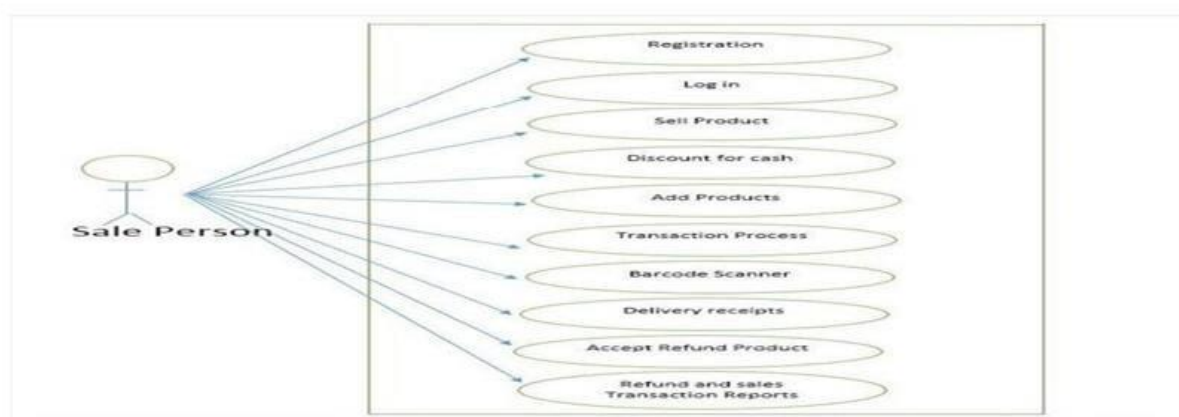 Registration
Log in
Sell Product
Discount for cash
Add Products
Transaction Process
Barcode Scanner
Delivery receipts
Accept Refund Product
Refund and sales
Transaction Reports
Sale Person